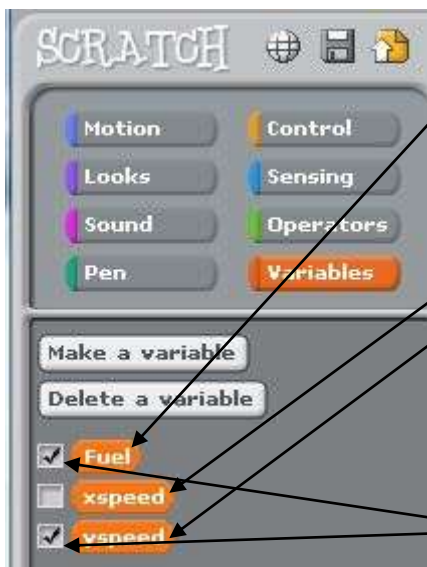 SCRATCH
Motion Control
Looks Sensing
Sound Operators
Pen Variables
Make a variable
Delete a variable
Fuel
xspeed
yspeed